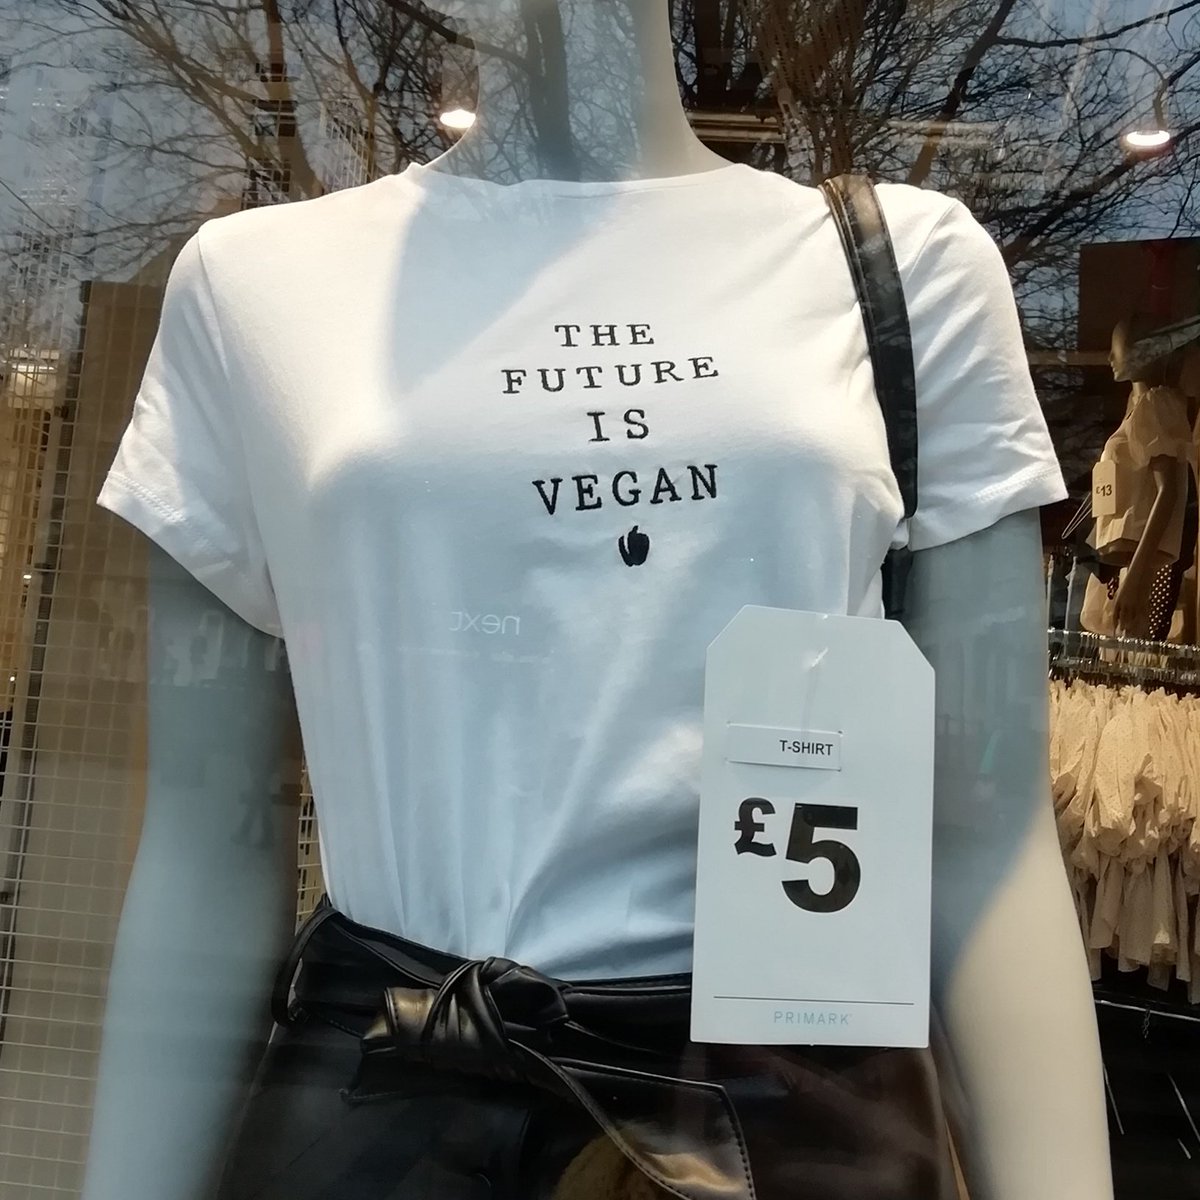 THE
FUTURE
IS
VEGAN
next
T-SHIRT
£5
PRIMARK
£13